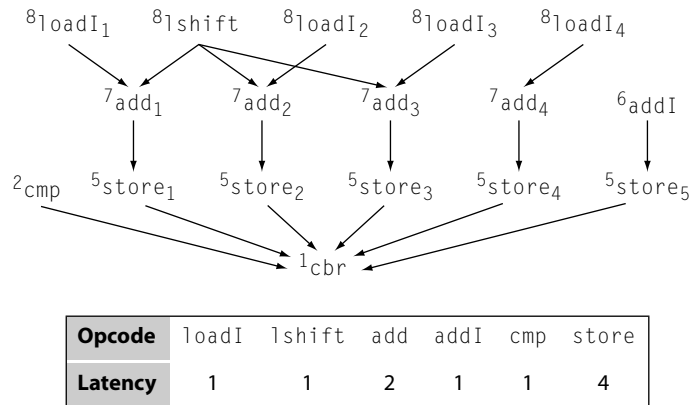 ⁸loadI₁ ⁸lshift ⁸loadI₂ ⁸loadI₃ ⁸loadI₄
⁷add₁ ⁷add₂ ⁷add₃ ⁷add₄ ⁶addI
²cmp ⁵store₁ ⁵store₂ ⁵store₃ ⁵store₄ ⁵store₅
¹cbr
Opcode loadI lshift add addI cmp store
Latency 1 1 2 1 1 4